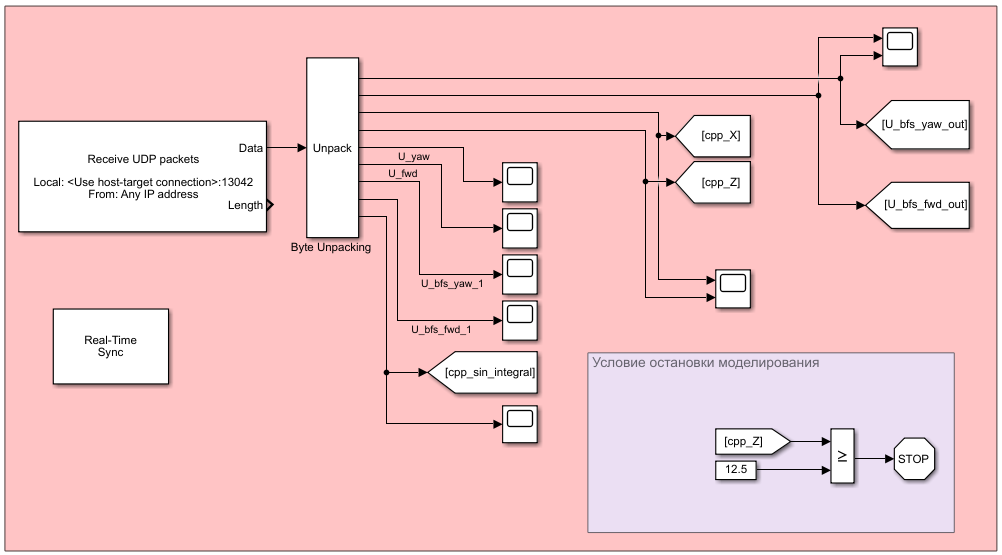 Receive UDP packets
Local: <Use host-target connection>:13042
From: Any IP address
Data
Length
Unpack
Byte Unpacking
U_yaw
U_fwd
U_bfs_yaw_1
U_bfs_fwd_1
[cpp_X]
[cpp_Z]
[U_bfs_yaw_out]
[U_bfs_fwd_out]
[cpp_sin_integral]
Real-Time
Sync
Условие остановки моделирования
[cpp_Z]
12.5
≥
STOP